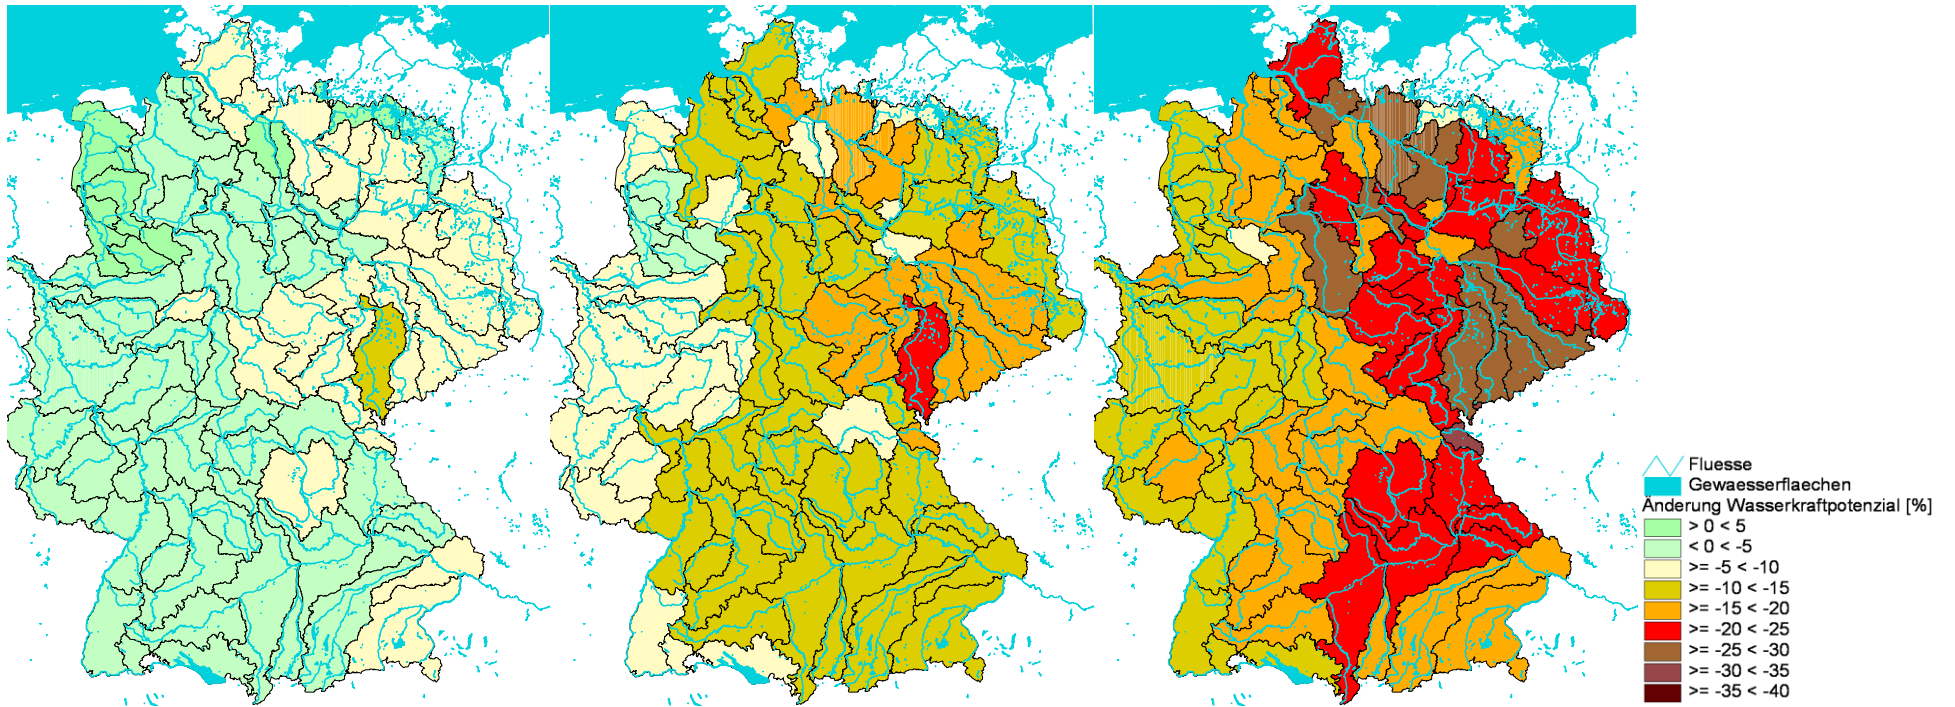 Fluesse
Gewaesserflaechen
Änderung Wasserkraftpotenzial [%]
> 0 < 5
< 0 < -5
>= -5 < -10
>= -10 < -15
>= -15 < -20
>= -20 < -25
>= -25 < -30
>= -30 < -35
>= -35 < -40